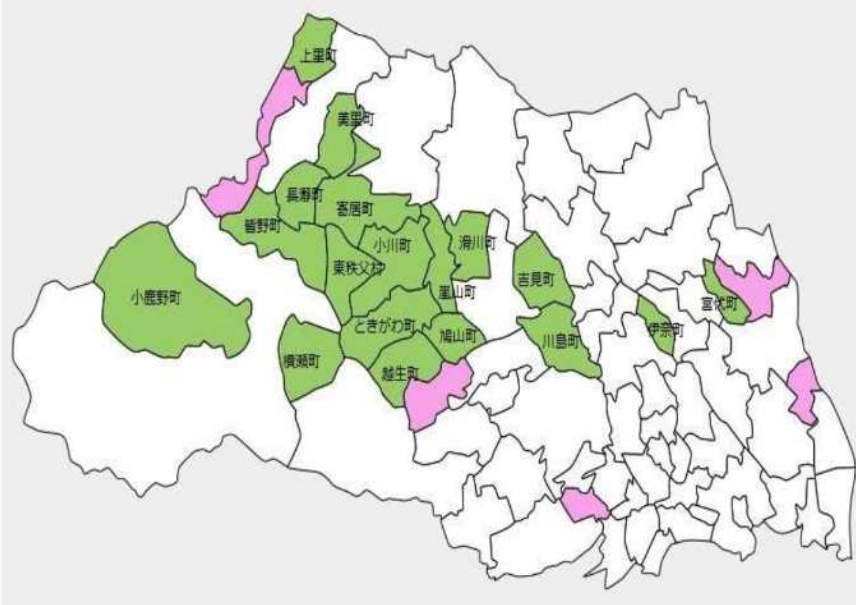 上里町
美里町
長瀞町
寄居町
皆野町
小川町
滑川町
東秩父村
吉見町
小鹿野町
嵐山町
宮代町
ときがわ町
鳩山町
川島町
伊奈町
横瀬町
越生町